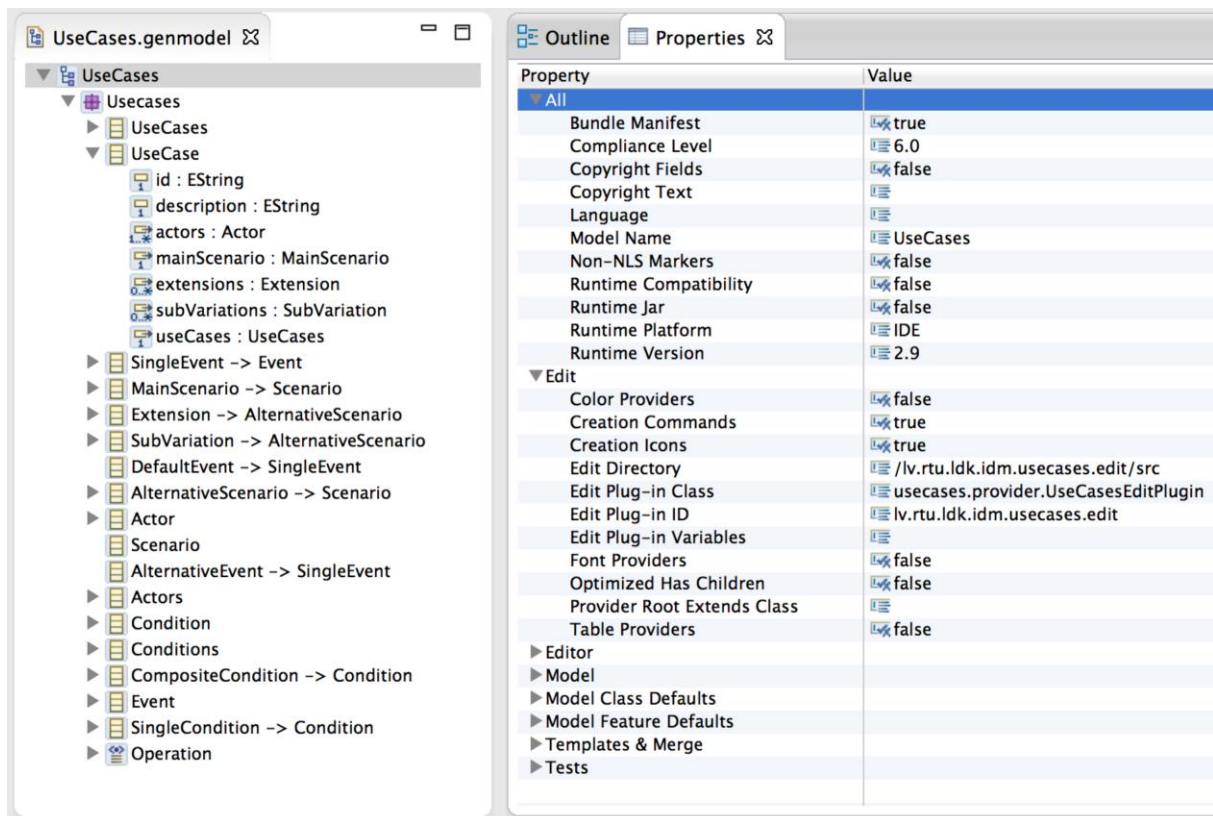 UseCases.genmodel
UseCases
Usecases
UseCases
UseCase
id : EString
description : EString
actors : Actor
mainScenario : MainScenario
extensions : Extension
subVariations : SubVariation
useCases : UseCases
SingleEvent -> Event
MainScenario -> Scenario
Extension -> AlternativeScenario
SubVariation -> AlternativeScenario
DefaultEvent -> SingleEvent
AlternativeScenario -> Scenario
Actor
Scenario
AlternativeEvent -> SingleEvent
Actors
Condition
Conditions
CompositeCondition -> Condition
Event
SingleCondition -> Condition
Operation
Outline Properties
Property Value
All
Bundle Manifest true
Compliance Level 6.0
Copyright Fields false
Copyright Text
Language
Model Name UseCases
Non-NLS Markers false
Runtime Compatibility false
Runtime Jar false
Runtime Platform IDE
Runtime Version 2.9
Edit
Color Providers false
Creation Commands true
Creation Icons true
Edit Directory /lv.rtu.ldk.idm.usecases.edit/src
Edit Plug-in Class usecases.provider.UseCasesEditPlugin
Edit Plug-in ID lv.rtu.ldk.idm.usecases.edit
Edit Plug-in Variables
Font Providers false
Optimized Has Children false
Provider Root Extends Class
Table Providers false
Editor
Model
Model Class Defaults
Model Feature Defaults
Templates & Merge
Tests